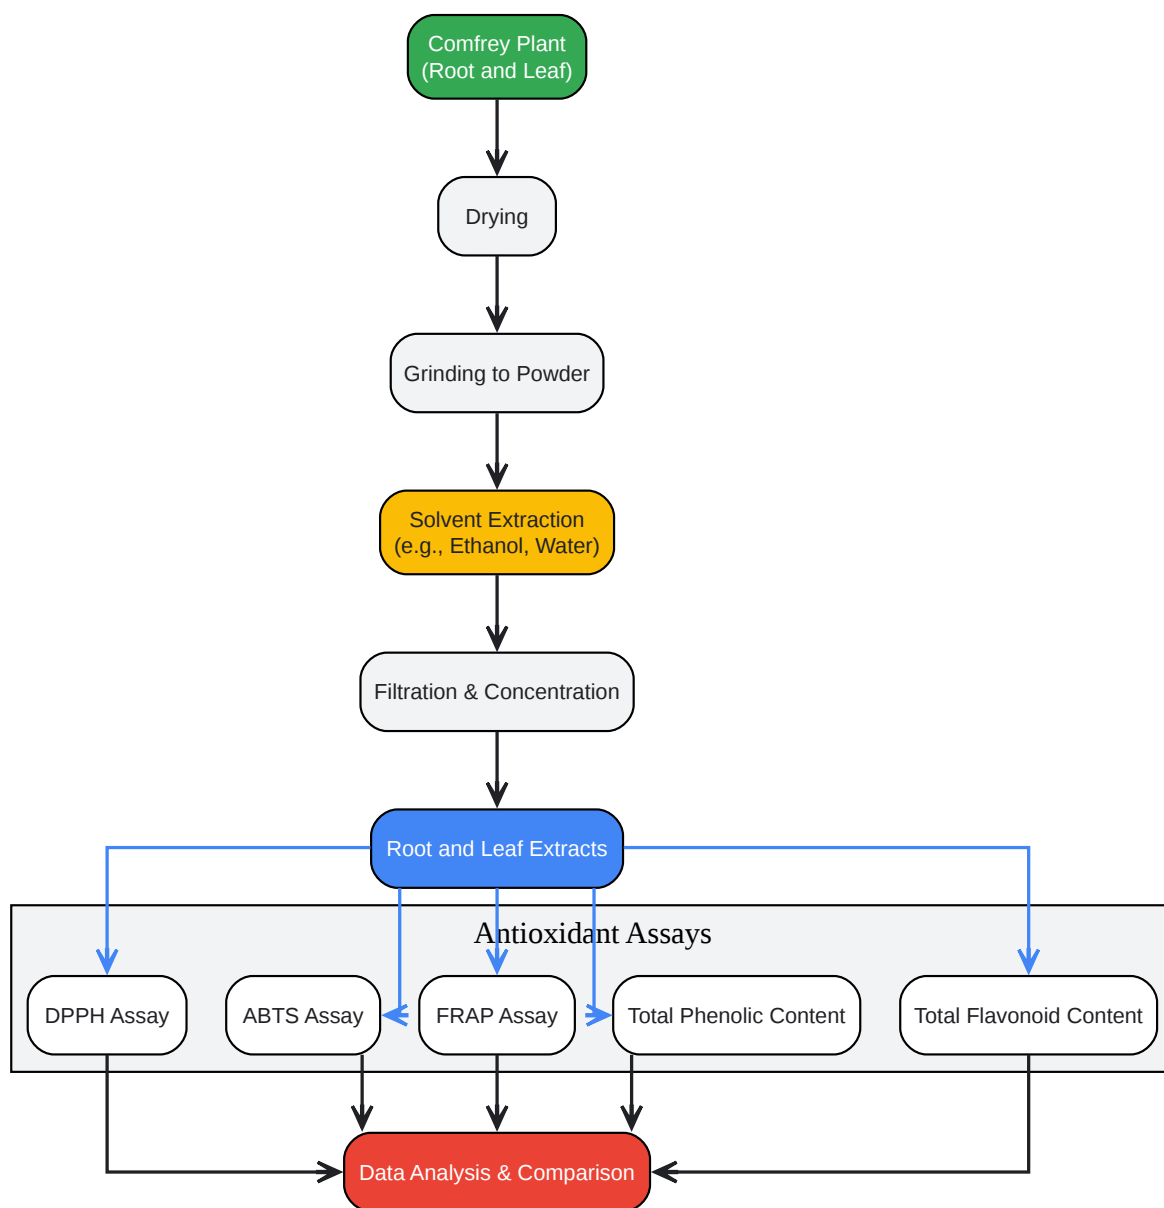 Comfrey Plant
(Root and Leaf)
Drying
Grinding to Powder
Solvent Extraction
(e.g., Ethanol, Water)
Filtration & Concentration
Root and Leaf Extracts
Antioxidant Assays
DPPH Assay
ABTS Assay
FRAP Assay
Total Phenolic Content
Total Flavonoid Content
Data Analysis & Comparison